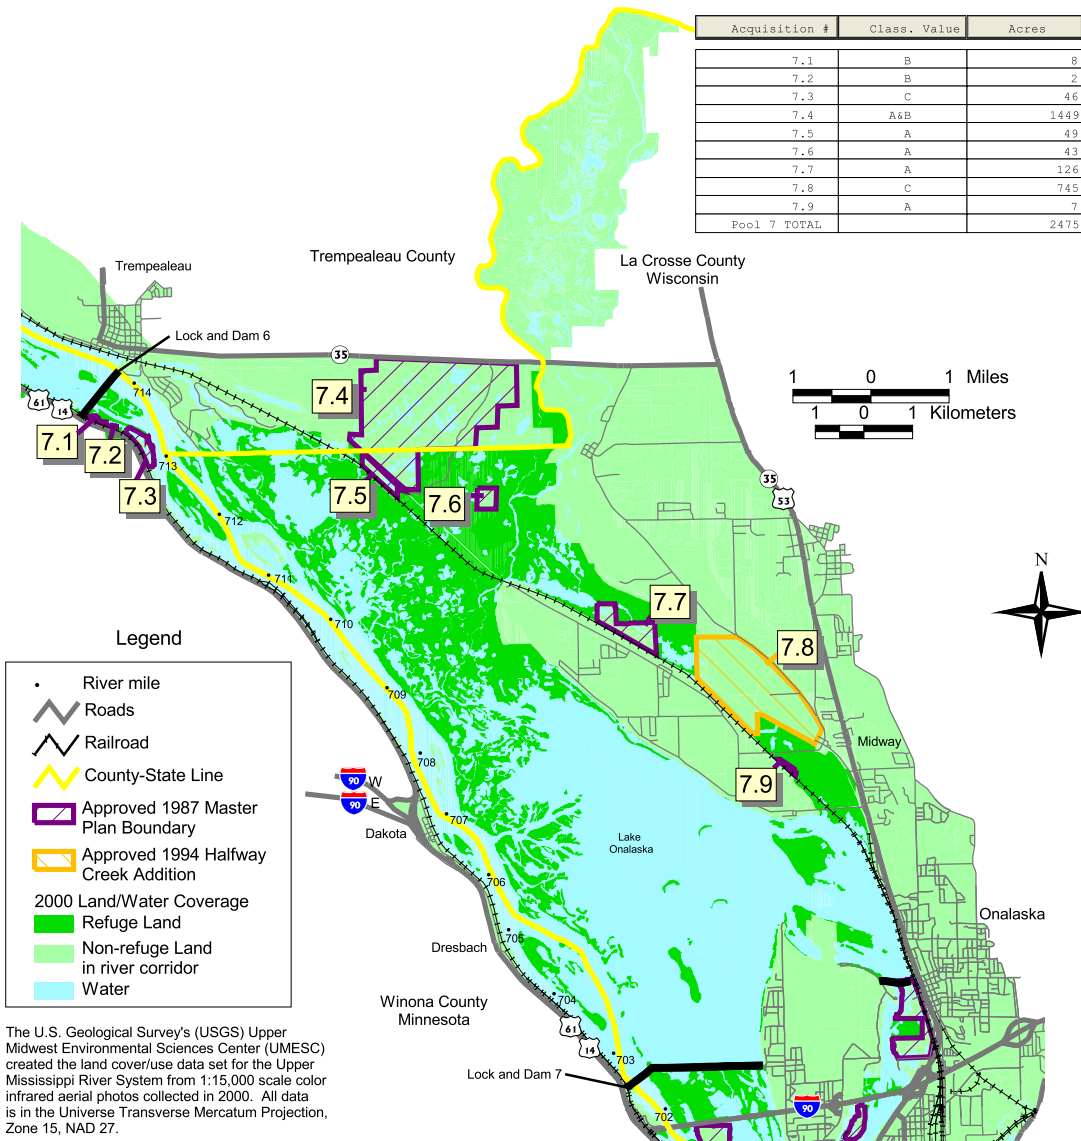 Acquisition # Class. Value Acres
7.1 B 8
7.2 B 2
7.3 C 46
7.4 A&B 1449
7.5 A 49
7.6 A 43
7.7 A 126
7.8 C 745
7.9 A 7
Pool 7 TOTAL 2475
Trempealeau County
La Crosse County
Wisconsin
Trempealeau
Lock and Dam 6
35
7.4
1 0 1 Miles
1 0 1 Kilometers
61
14
714
7.1
7.2
7.3
713
7.5
7.6
35
53
712
711
N
710
7.7
7.8
709
Midway
708
7.9
90 W
90 E
707
Dakota
Lake
Onalaska
706
705
Dresbach
Onalaska
704
Winona County
Minnesota
61
14
703
Lock and Dam 7
702
90
Legend
River mile
Roads
Railroad
County-State Line
Approved 1987 Master
Plan Boundary
Approved 1994 Halfway
Creek Addition
2000 Land/Water Coverage
Refuge Land
Non-refuge Land
in river corridor
Water
The U.S. Geological Survey's (USGS) Upper
Midwest Environmental Sciences Center (UMESC)
created the land cover/use data set for the Upper
Mississippi River System from 1:15,000 scale color
infrared aerial photos collected in 2000. All data
is in the Universe Transverse Mercatum Projection,
Zone 15, NAD 27.